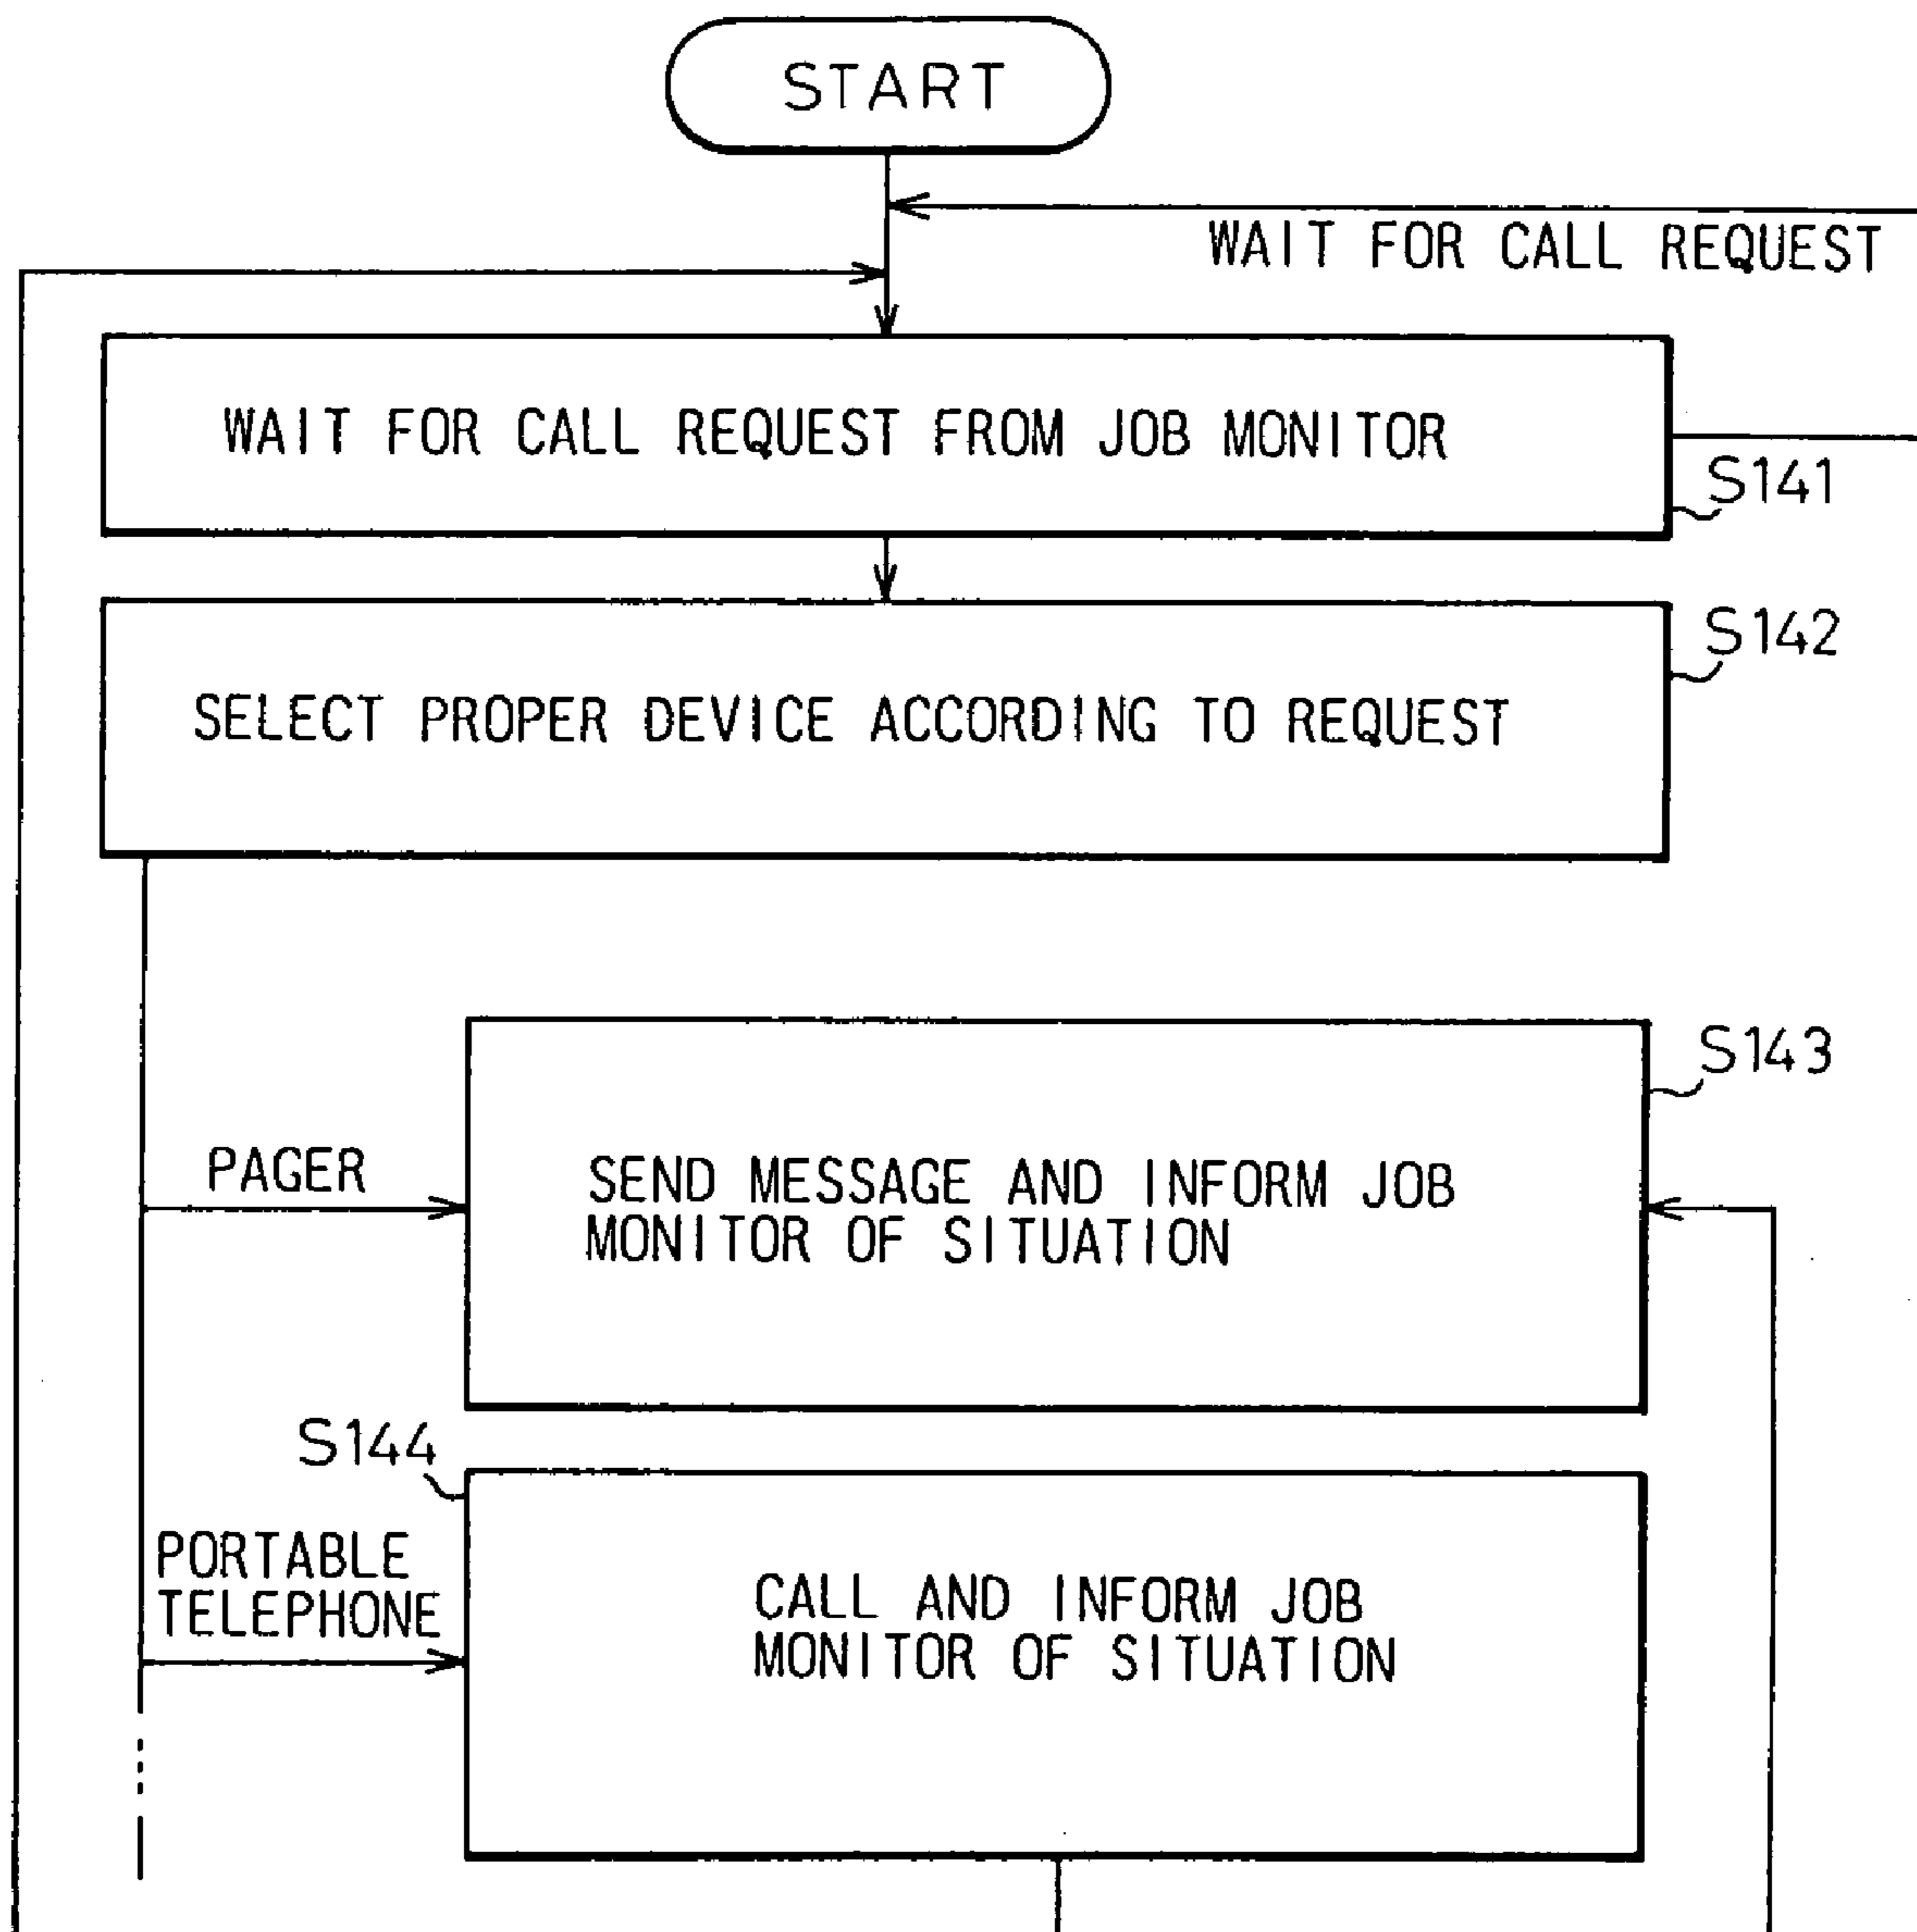 START
WAIT FOR CALL REQUEST
WAIT FOR CALL REQUEST FROM JOB MONITOR
S141
S142
SELECT PROPER DEVICE ACCORDING TO REQUEST
S143
PAGER
SEND MESSAGE AND INFORM JOB
MONITOR OF SITUATION
S144
PORTABLE
TELEPHONE
CALL AND INFORM JOB
MONITOR OF SITUATION